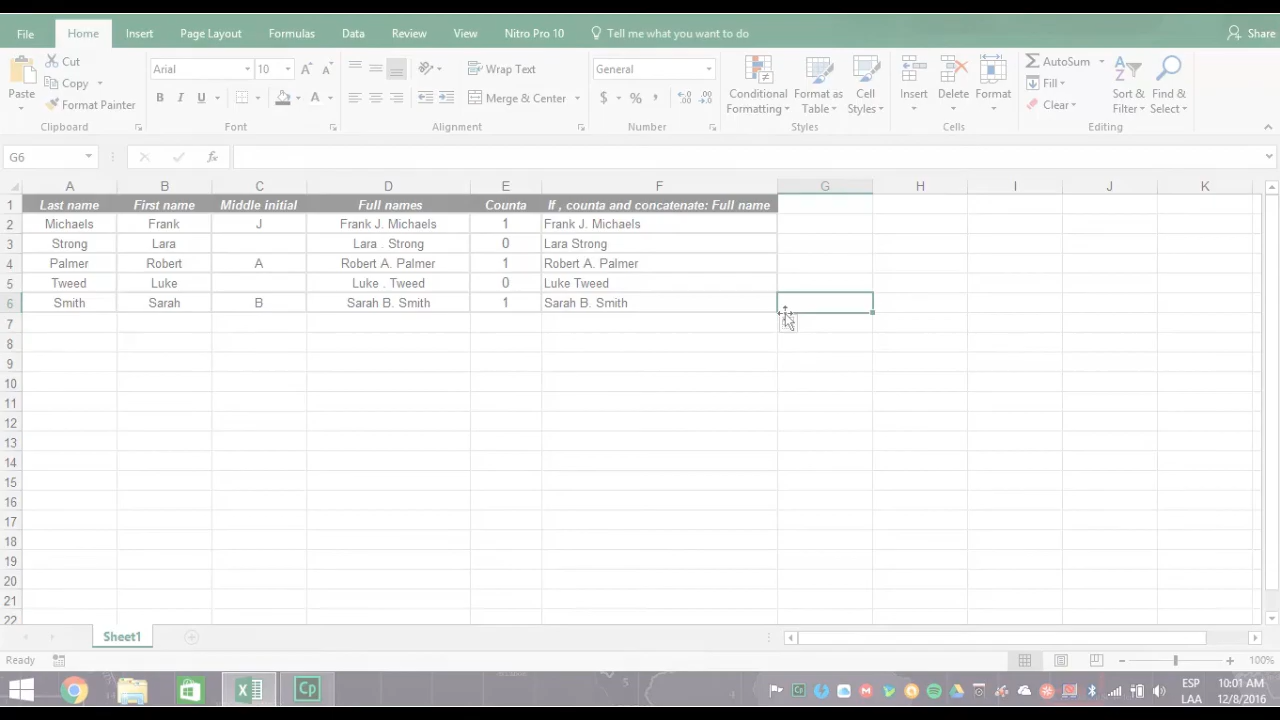 File Home Insert Page Layout Formulas Data Review View Nitro Pro 10 Tell me what you want to do Share
Cut
Copy
Format Painter
Paste
Arial 10 A A
B I U A
Wrap Text
Merge & Center
General
$ % ,
Conditional
Formatting
Format as
Table
Cell
Styles
Insert Delete Format
AutoSum
Fill
Clear
Sort &
Filter
Find &
Select
Clipboard Font Alignment Number Styles Cells Editing
G6 fx
A B C D E F G H I J K
1 Last name First name Middle initial Full names Counta If , counta and concatenate: Full name
2 Michaels Frank J Frank J. Michaels 1 Frank J. Michaels
3 Strong Lara Lara . Strong 0 Lara Strong
4 Palmer Robert A Robert A. Palmer 1 Robert A. Palmer
5 Tweed Luke Luke . Tweed 0 Luke Tweed
6 Smith Sarah B Sarah B. Smith 1 Sarah B. Smith
7
8
9
10
11
12
13
14
15
16
17
18
19
20
21
22
Sheet1
Ready 100%
Cp ESP 10:01 AM
LAA 12/8/2016